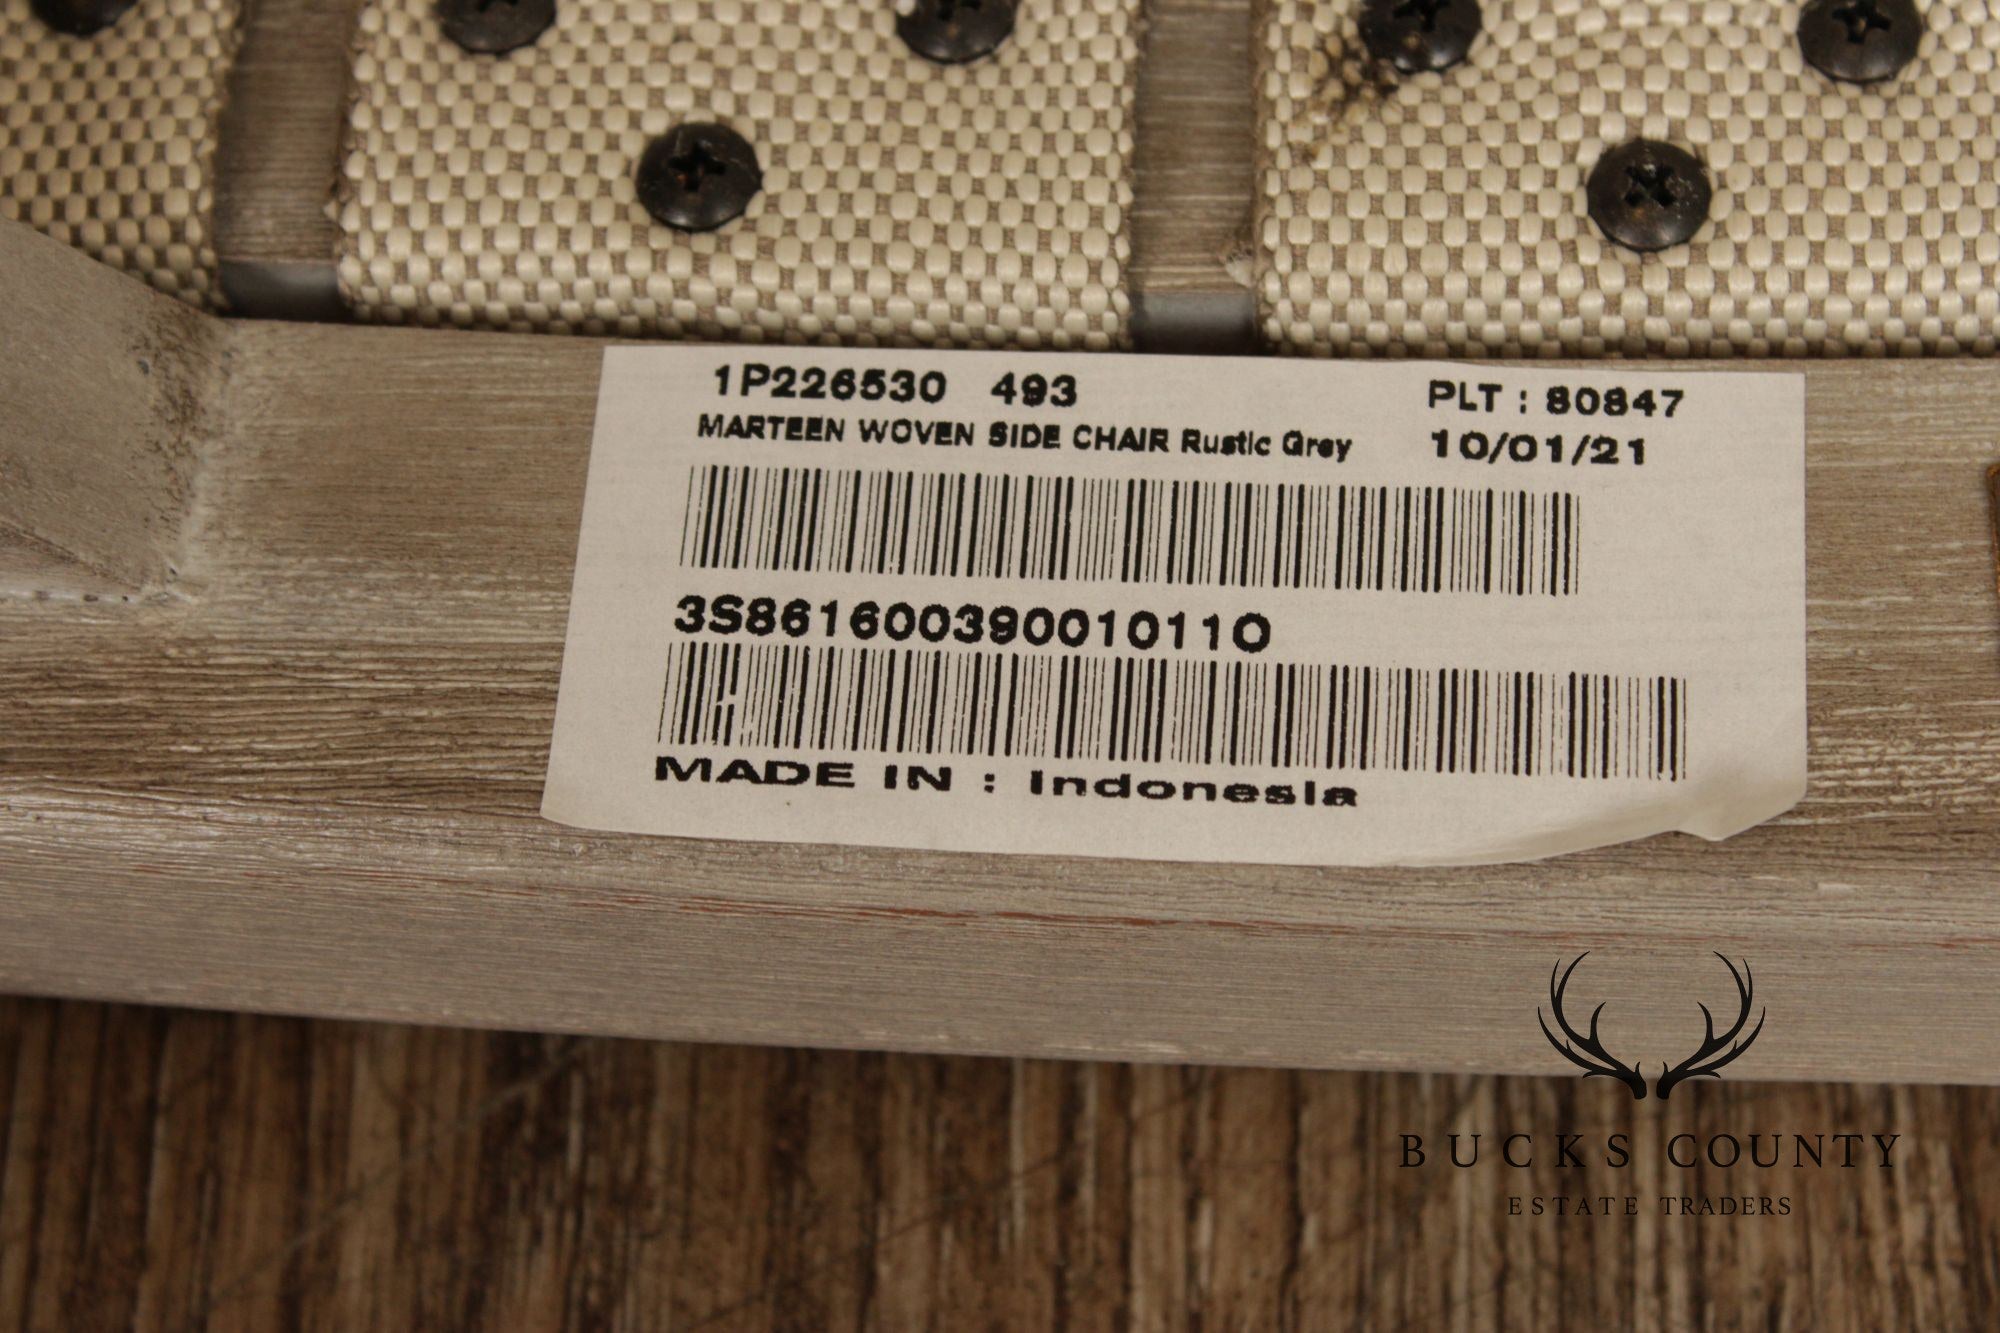 1P226530 493 PLT : 80847
MARTEEN WOVEN SIDE CHAIR Rustic Grey 10/01/21
3S861600390010110
MADE IN : Indonesia
BUCKS COUNTY
ESTATE TRADERS